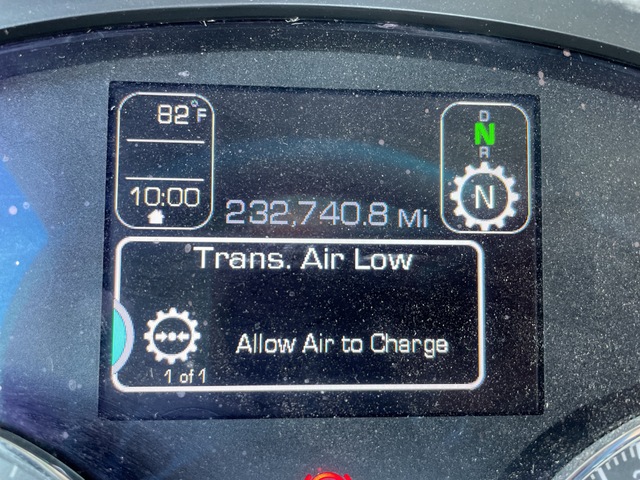 82°F
10:00
232,740.8 Mi
D
N
R
N
Trans. Air Low
Allow Air to Charge
1 of 1